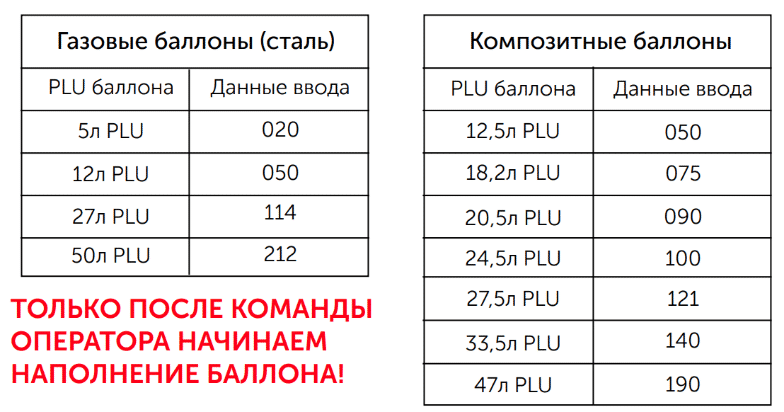 Газовые баллоны (сталь)
PLU баллона Данные ввода
5л PLU 020
12л PLU 050
27л PLU 114
50л PLU 212
ТОЛЬКО ПОСЛЕ КОМАНДЫ
ОПЕРАТОРА НАЧИНАЕМ
НАПОЛНЕНИЕ БАЛЛОНА!
Композитные баллоны
PLU баллона Данные ввода
12,5л PLU 050
18,2л PLU 075
20,5л PLU 090
24,5л PLU 100
27,5л PLU 121
33,5л PLU 140
47л PLU 190